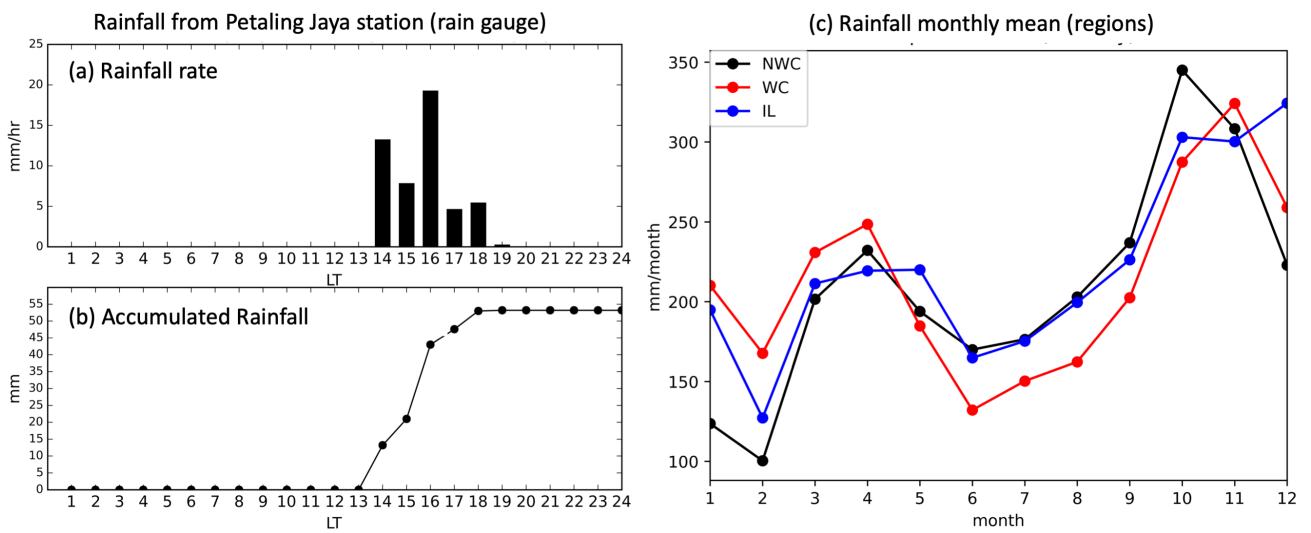 Rainfall from Petaling Jaya station (rain gauge)
(a) Rainfall rate
mm/hr
25
20
15
10
5
0
1 2 3 4 5 6 7 8 9 10 11 12 13 14 15 16 17 18 19 20 21 22 23 24
LT
(b) Accumulated Rainfall
mm
55
50
45
40
35
30
25
20
15
10
5
0
1 2 3 4 5 6 7 8 9 10 11 12 13 14 15 16 17 18 19 20 21 22 23 24
LT
(c) Rainfall monthly mean (regions)
NWC
WC
IL
mm/month
350
300
250
200
150
100
1 2 3 4 5 6 7 8 9 10 11 12
month